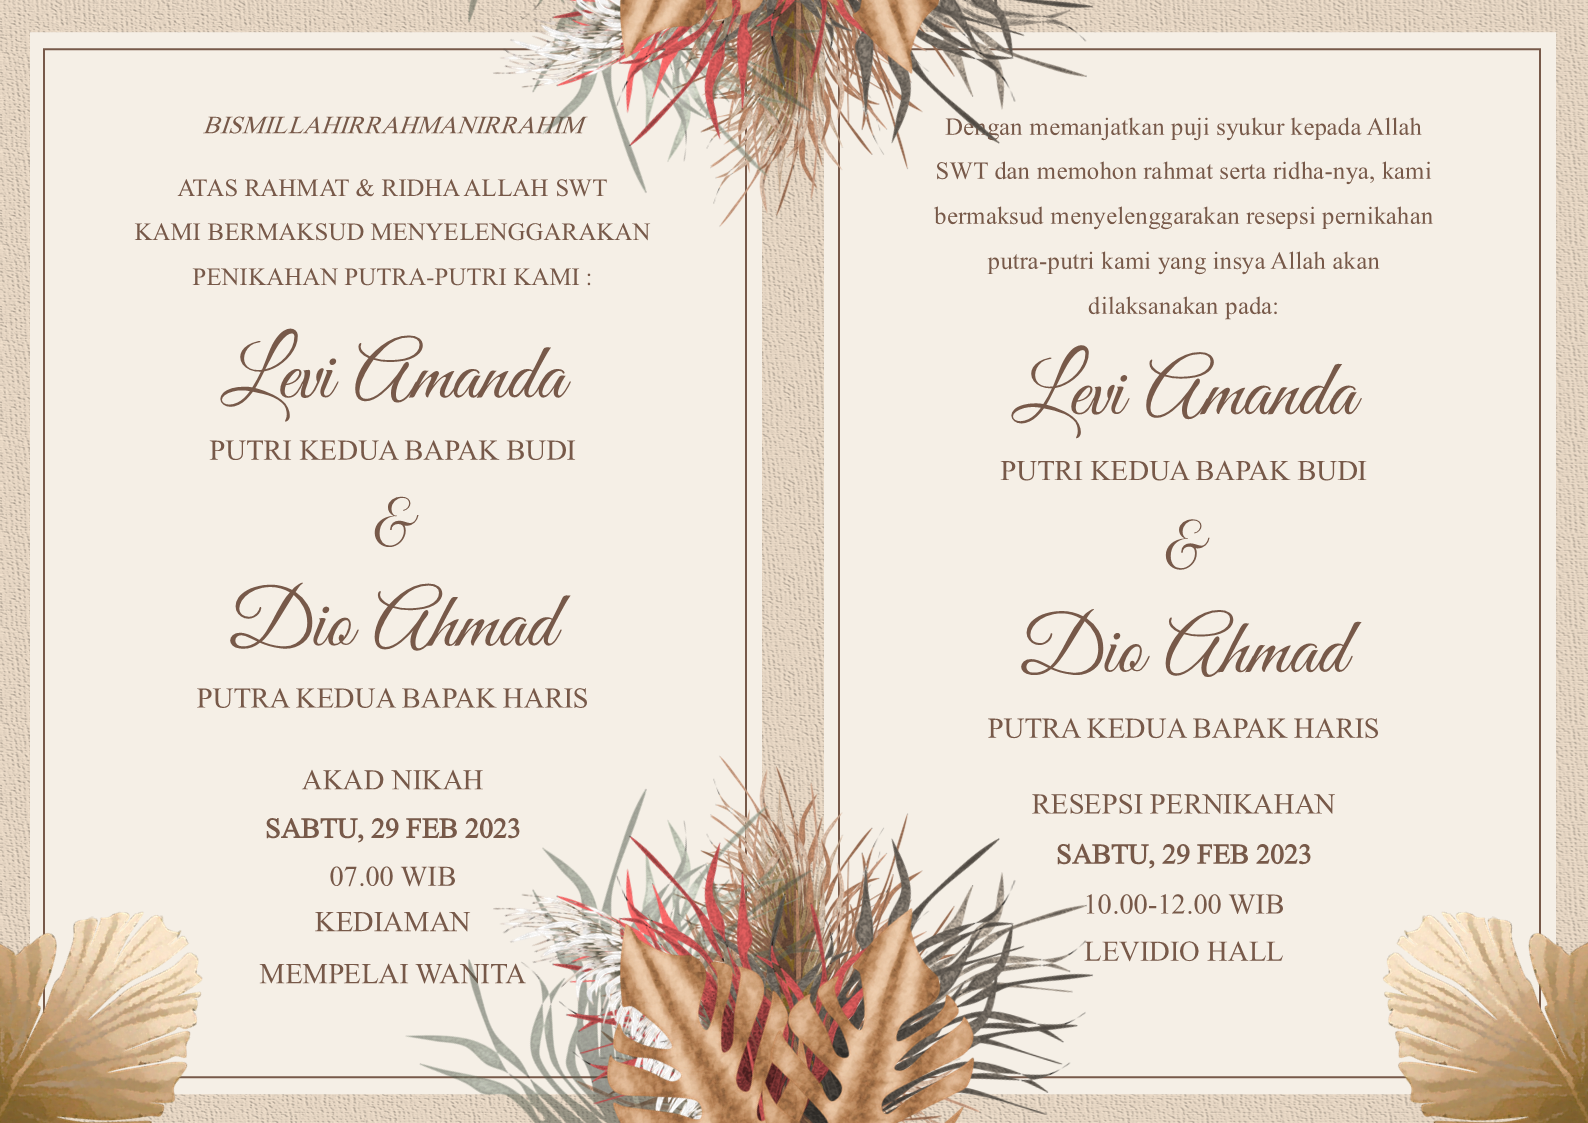 BISMILLAHIRRAHMANIRRAHIM
ATAS RAHMAT & RIDHA ALLAH SWT
KAMI BERMAKSUD MENYELENGGARAKAN
PENIKAHAN PUTRA-PUTRI KAMI :
Levi Amanda
PUTRI KEDUA BAPAK BUDI
&
Dio Ahmad
PUTRA KEDUA BAPAK HARIS
AKAD NIKAH
SABTU, 29 FEB 2023
07.00 WIB
KEDIAMAN
MEMPELAI WANITA
Dengan memanjatkan puji syukur kepada Allah
SWT dan memohon rahmat serta ridha-nya, kami
bermaksud menyelenggarakan resepsi pernikahan
putra-putri kami yang insya Allah akan
dilaksanakan pada:
Levi Amanda
PUTRI KEDUA BAPAK BUDI
&
Dio Ahmad
PUTRA KEDUA BAPAK HARIS
RESEPSI PERNIKAHAN
SABTU, 29 FEB 2023
10.00-12.00 WIB
LEVIDIO HALL